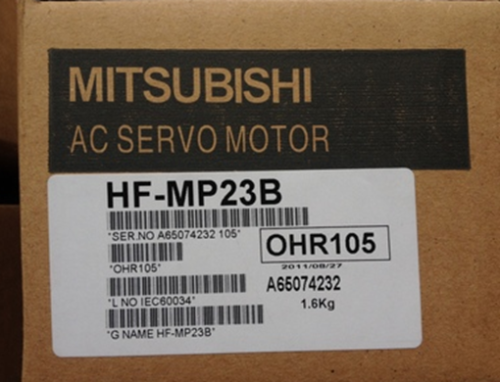 MITSUBISHI
AC SERVO MOTOR
HF-MP23B
*SER.NO A65074232 105*
OHR105
2011/08/27
*OHR105*
A65074232
*L NO IEC60034*
1.6Kg
*G NAME HF-MP23B*